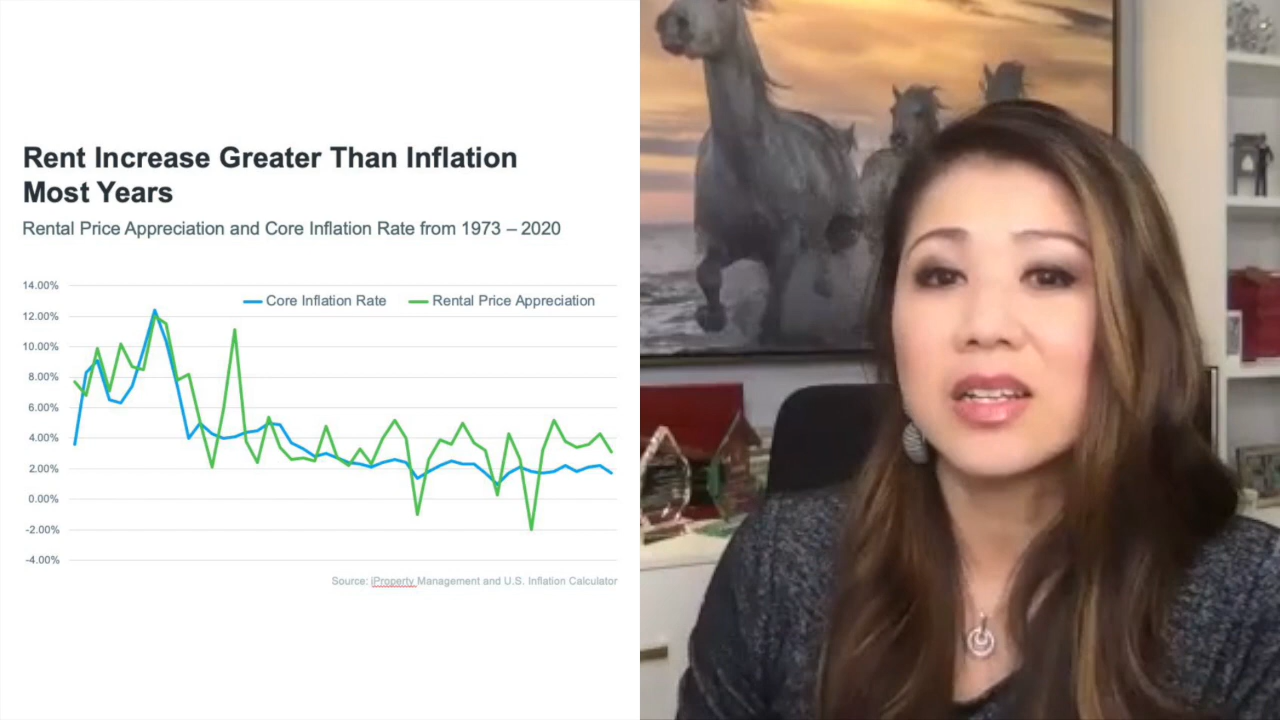 Rent Increase Greater Than Inflation
Most Years
Rental Price Appreciation and Core Inflation Rate from 1973 – 2020
14.00%
Core Inflation Rate
Rental Price Appreciation
12.00%
10.00%
8.00%
6.00%
4.00%
2.00%
0.00%
-2.00%
-4.00%
Source: iProperty Management and U.S. Inflation Calculator